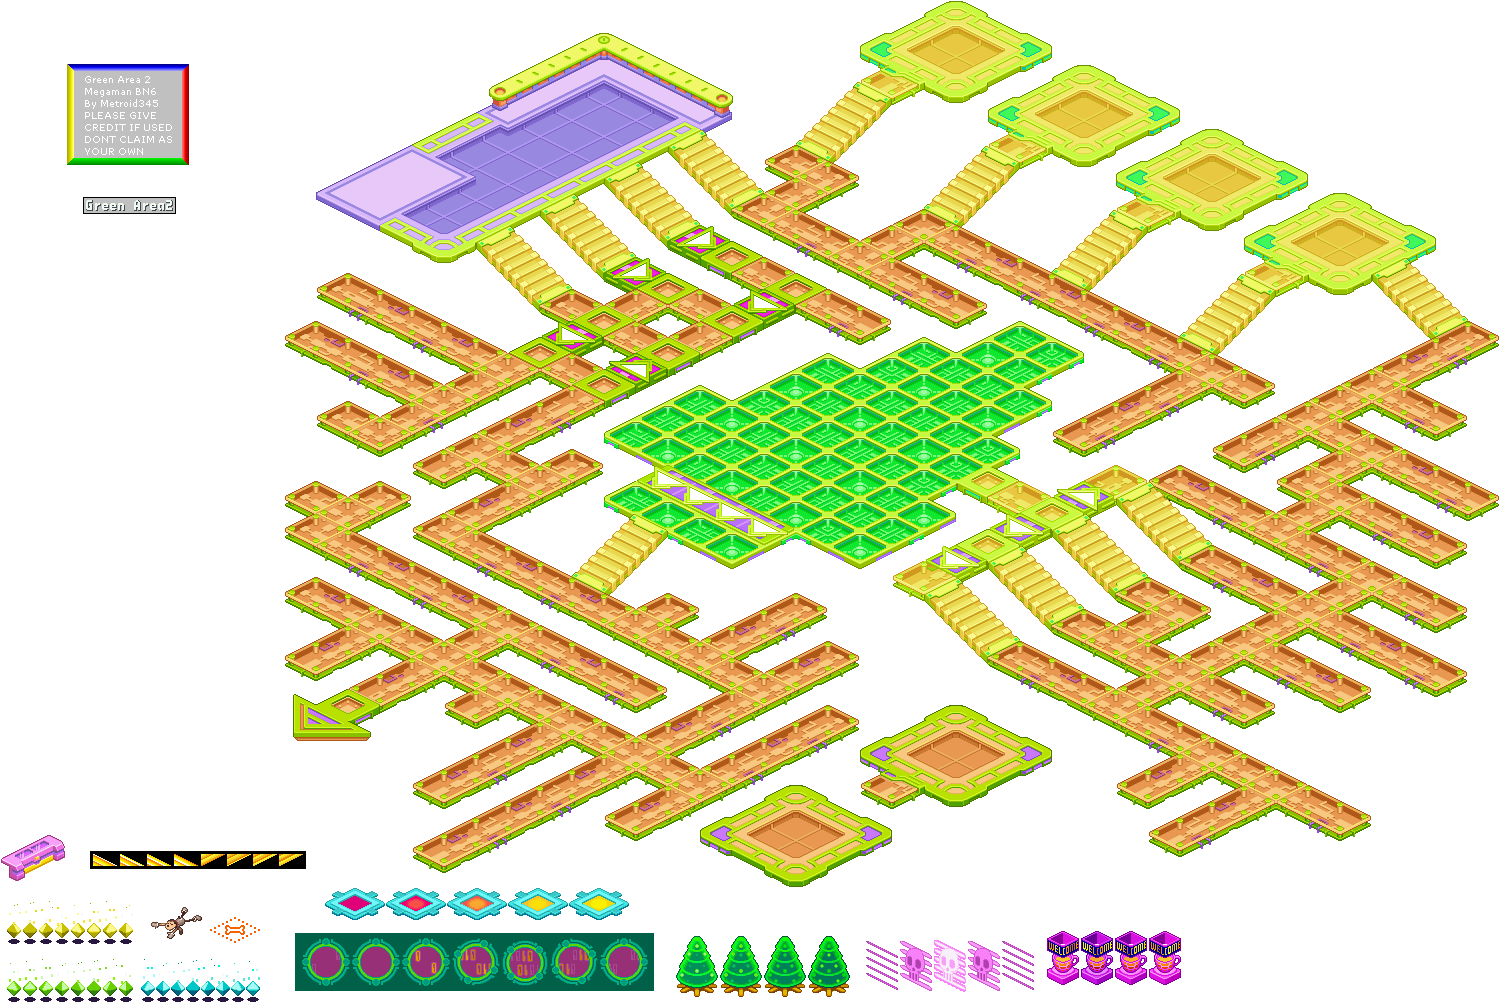 Green Area 2
Megaman BN6
By Metroid345
PLEASE GIVE
CREDIT IF USED
DONT CLAIM AS
YOUR OWN
Green Area2
WELCOME
WELCOME
WELCOME
WELCOME